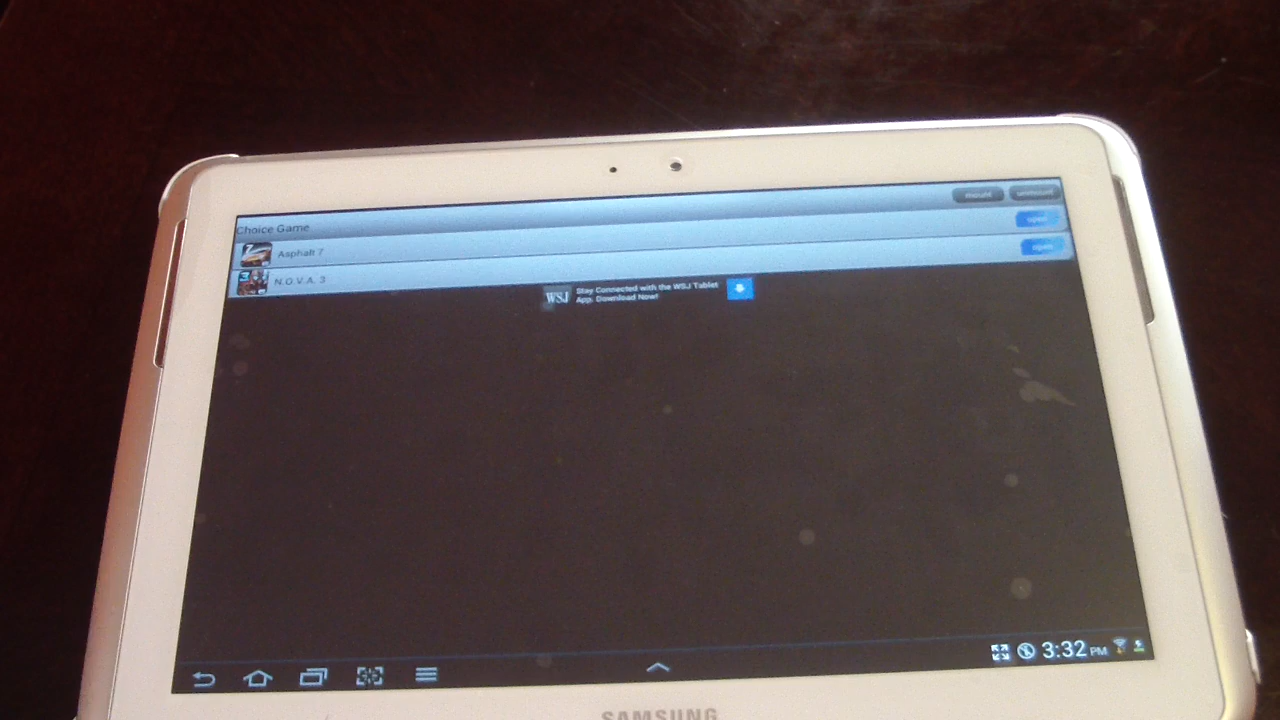 mount unmount
Choice Game
open
Asphalt 7
open
N.O.V.A. 3
WSJ
Stay Connected with the WSJ Tablet
App. Download Now!
3:32 PM
SAMSUNG